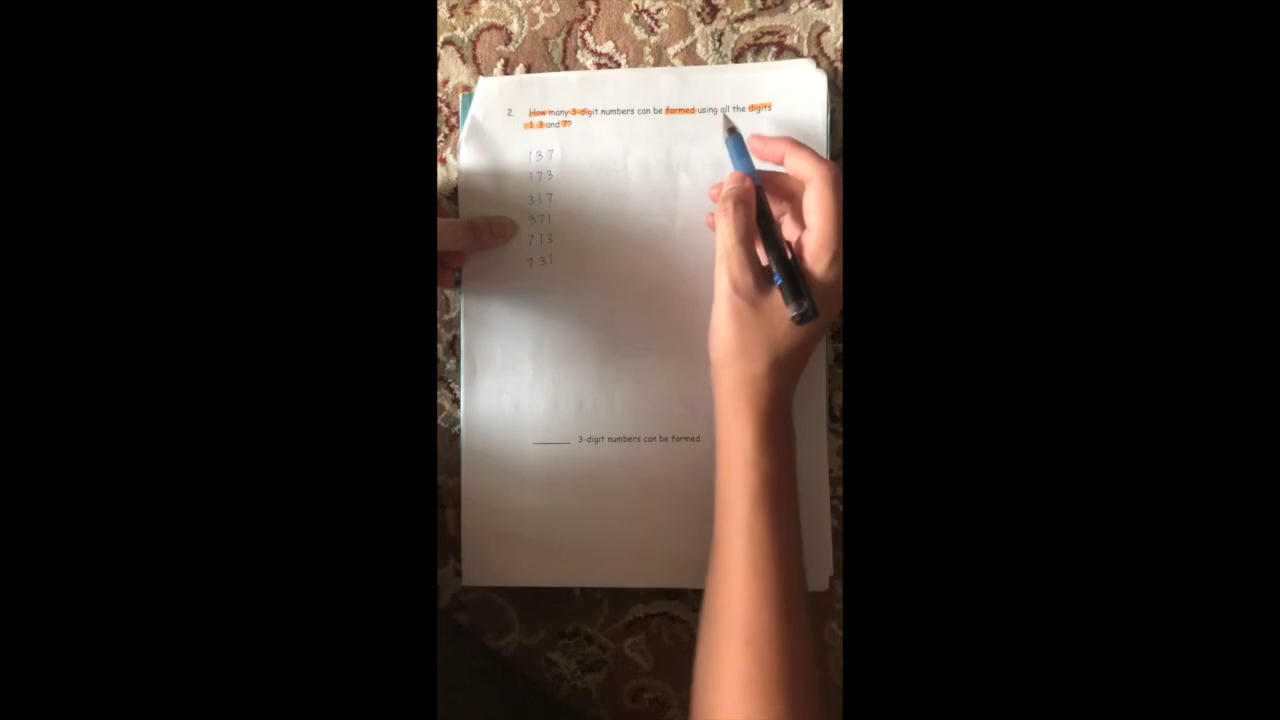 2. How many 3-digit numbers can be formed using all the digits
1 3 and 7?
137
173
317
371
713
731
______ 3-digit numbers can be formed.